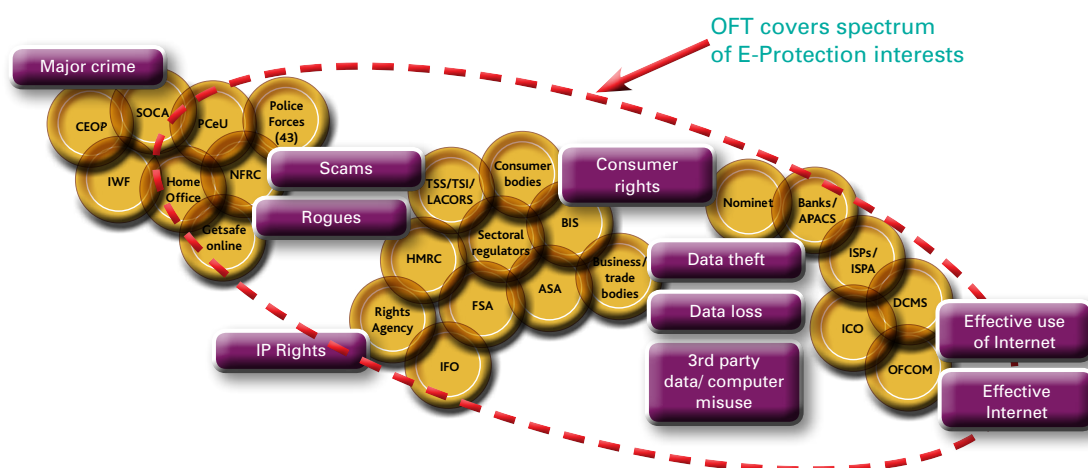 OFT covers spectrum
of E-Protection interests
Major crime
CEOP
SOCA
PCeU
Police
Forces
(43)
IWF
Home
Office
NFRC
Getsafe
online
Scams
Rogues
IP Rights
TSS/TSI/
LACORS
Consumer
bodies
HMRC
Sectoral
regulators
BIS
Business/
trade
bodies
Rights
Agency
FSA
ASA
IFO
Consumer
rights
Data theft
Data loss
3rd party
data/ computer
misuse
Nominet
Banks/
APACS
ISPs/
ISPA
ICO
DCMS
OFCOM
Effective use
of Internet
Effective
Internet